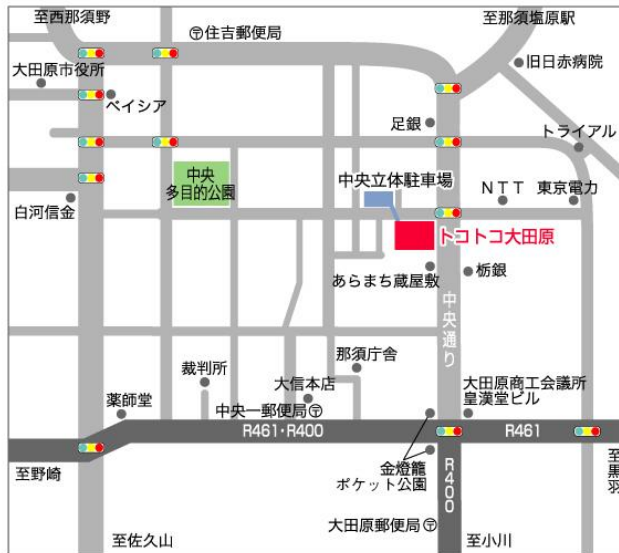 至西那須野
〒住吉郵便局
至那須塩原駅
大田原市役所
旧日赤病院
ベイシア
足銀
トライアル
中央
多目的公園
中央立体駐車場
NTT
東京電力
白河信金
トコトコ大田原
あらまち蔵屋敷
栃銀
中央通り
裁判所
那須庁舎
大信本店
薬師堂
中央一郵便局〒
大田原商工会議所
皇漢堂ビル
R461・R400
R461
至野崎
金燈籠
ポケット公園
R400
至黒羽
大田原郵便局〒
至佐久山
至小川